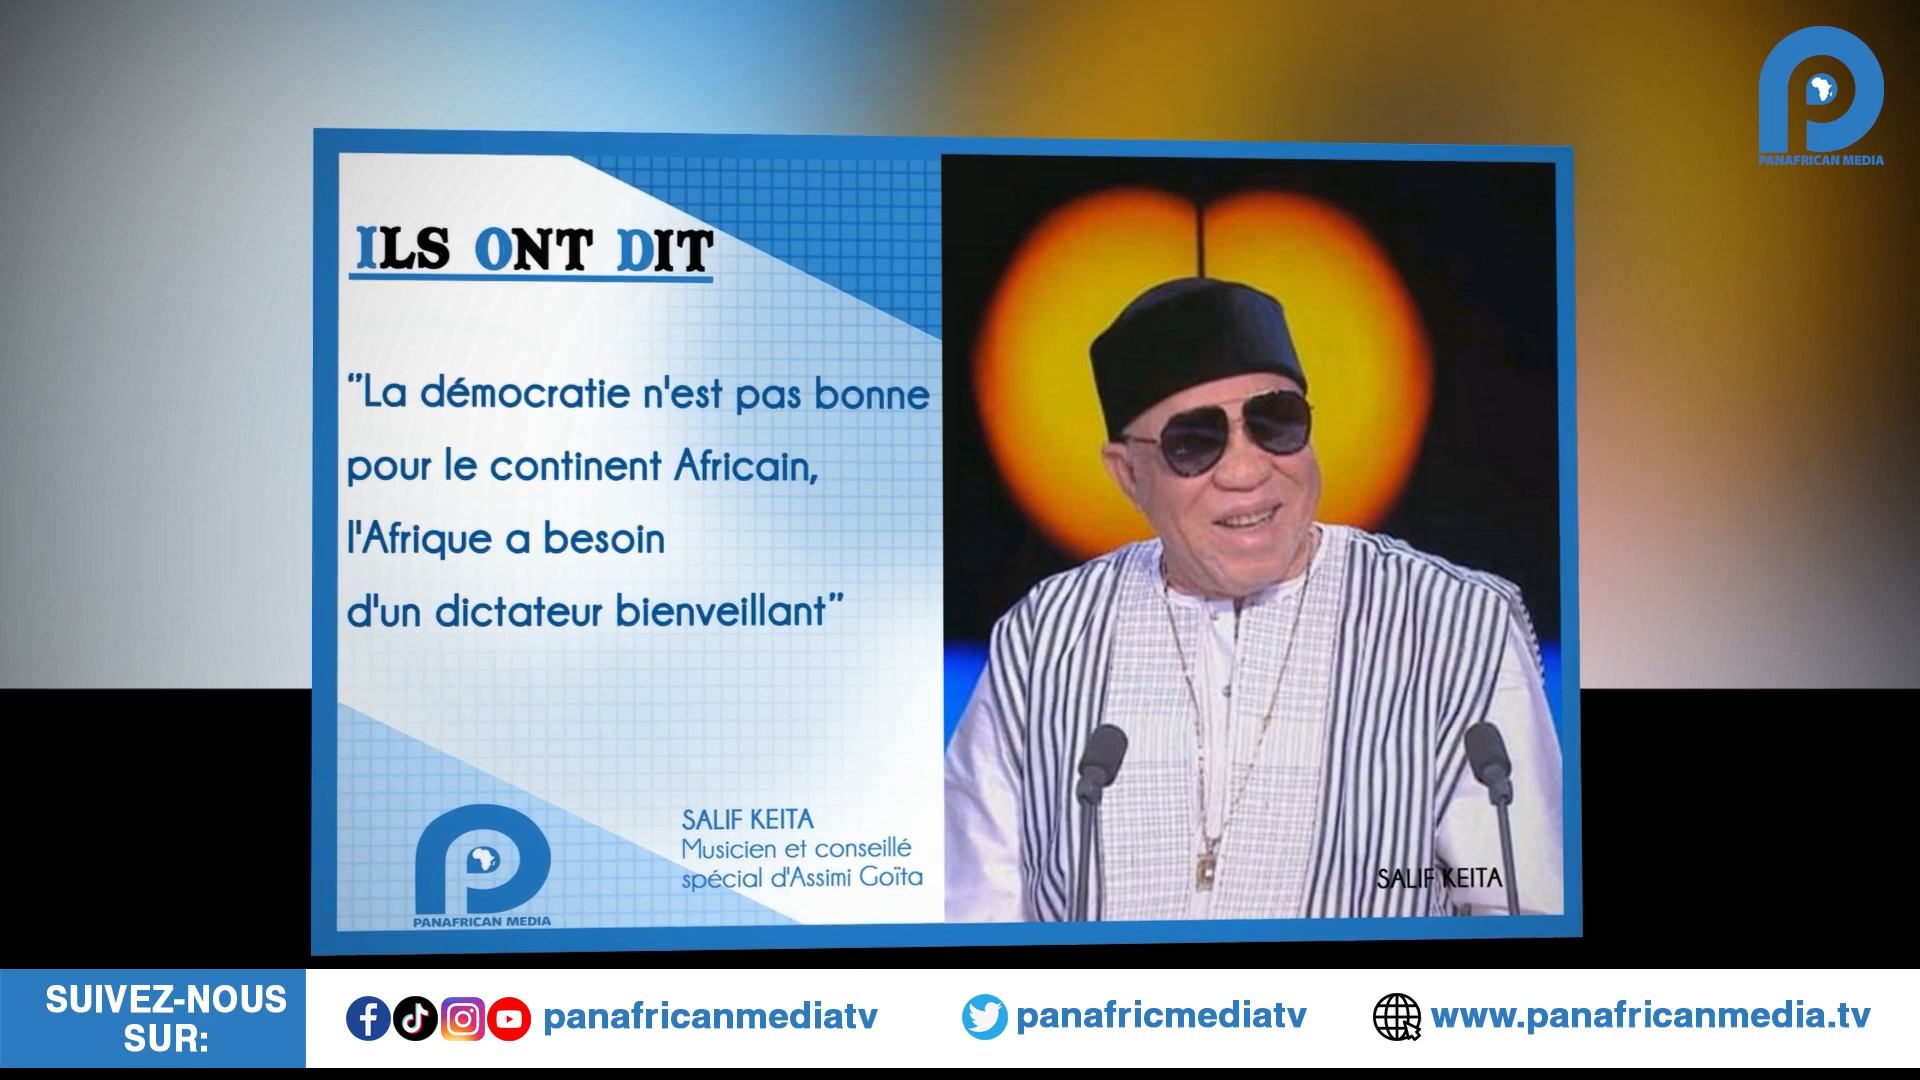 PANAFRICAN MEDIA
ILS ONT DIT
"La démocratie n'est pas bonne
pour le continent Africain,
l'Afrique a besoin
d'un dictateur bienveillant"
SALIF KEITA
Musicien et conseillé
spécial d'Assimi Goïta
PANAFRICAN MEDIA
SALIF KEITA
SUIVEZ-NOUS
SUR:
panafricanmediatv
panafricmediatv
www.panafricanmedia.tv